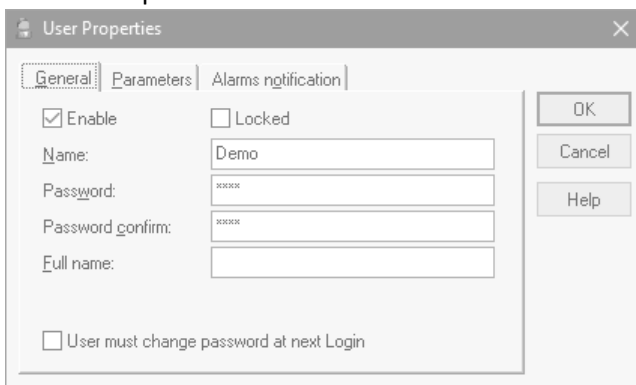 User Properties
General Parameters Alarms notification
Enable Locked OK
Name: Demo Cancel
Password: ****
Help
Password confirm: ****
Full name:
User must change password at next Login